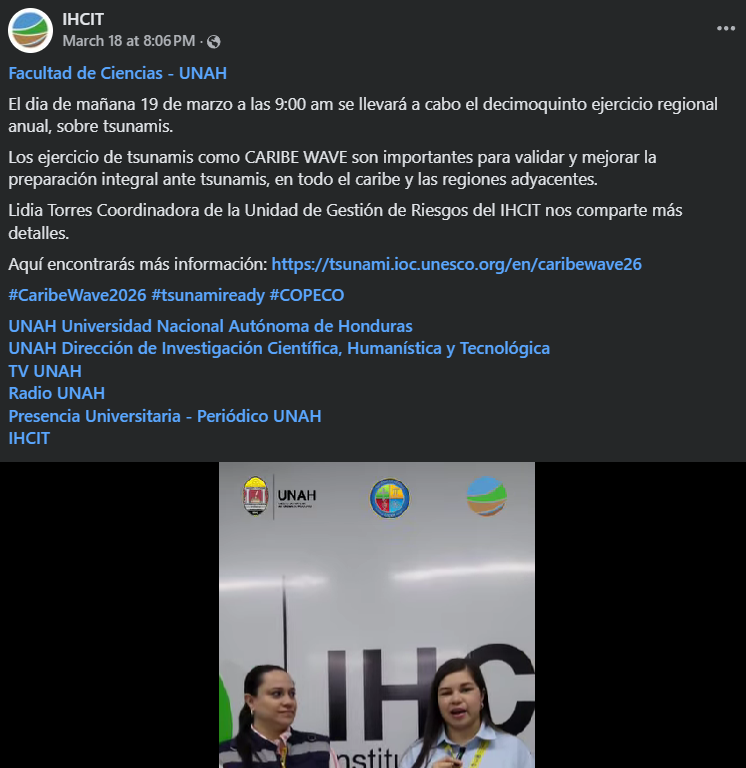 IHCIT
March 18 at 8:06 PM ·
Facultad de Ciencias - UNAH
El dia de mañana 19 de marzo a las 9:00 am se llevará a cabo el decimoquinto ejercicio regional
anual, sobre tsunamis.
Los ejercicio de tsunamis como CARIBE WAVE son importantes para validar y mejorar la
preparación integral ante tsunamis, en todo el caribe y las regiones adyacentes.
Lidia Torres Coordinadora de la Unidad de Gestión de Riesgos del IHCIT nos comparte más
detalles.
Aquí encontrarás más información: https://tsunami.ioc.unesco.org/en/caribewave26
#CaribeWave2026 #tsunamiready #COPECO
UNAH Universidad Nacional Autónoma de Honduras
UNAH Dirección de Investigación Científica, Humanística y Tecnológica
TV UNAH
Radio UNAH
Presencia Universitaria - Periódico UNAH
IHCIT
UNAH
IHC
nstitu